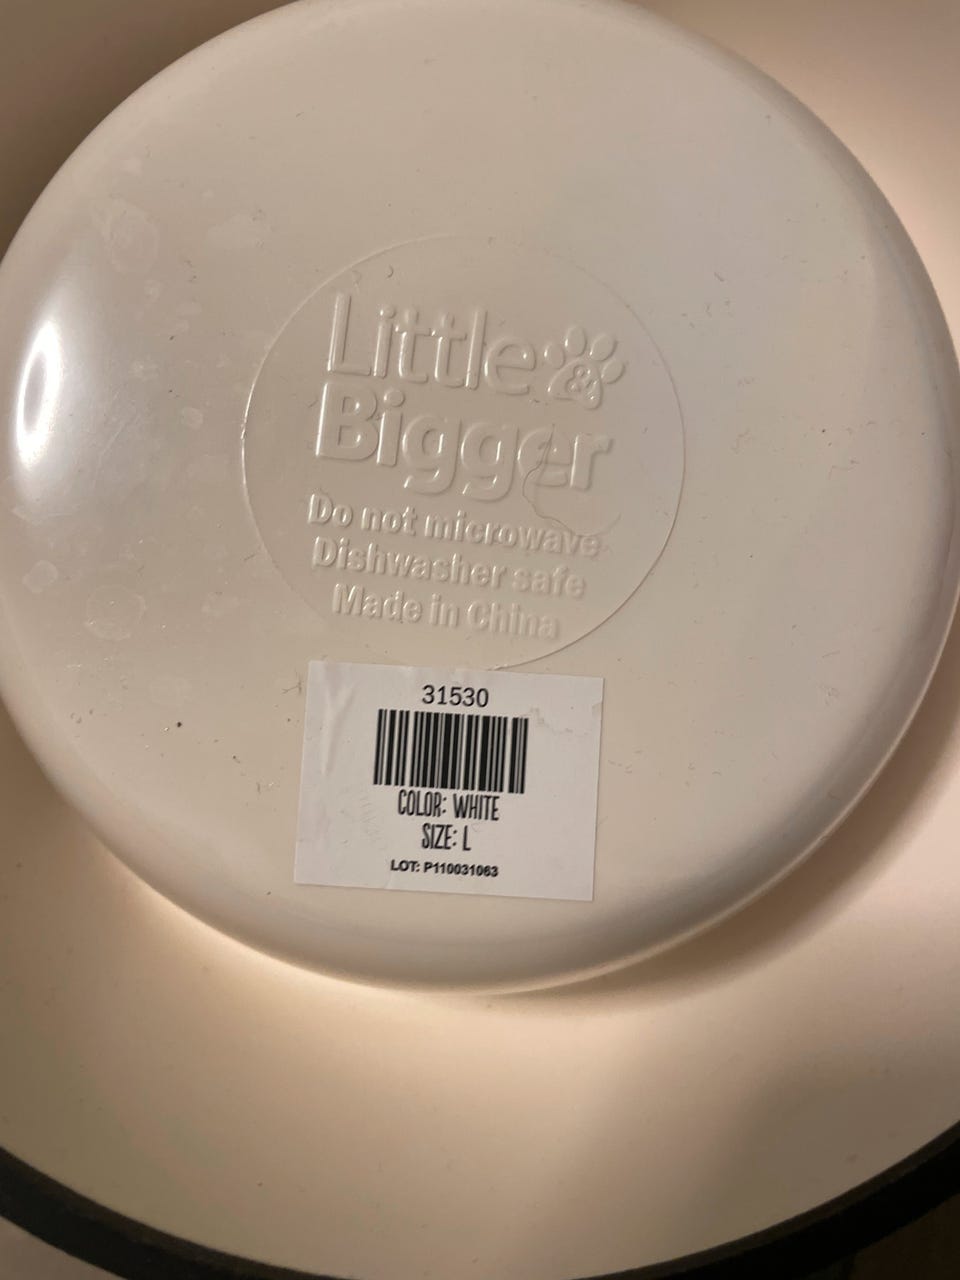 Little &
Bigger
Do not microwave
Dishwasher safe
Made in China
31530
COLOR: WHITE
SIZE: L
LOT: P110031063